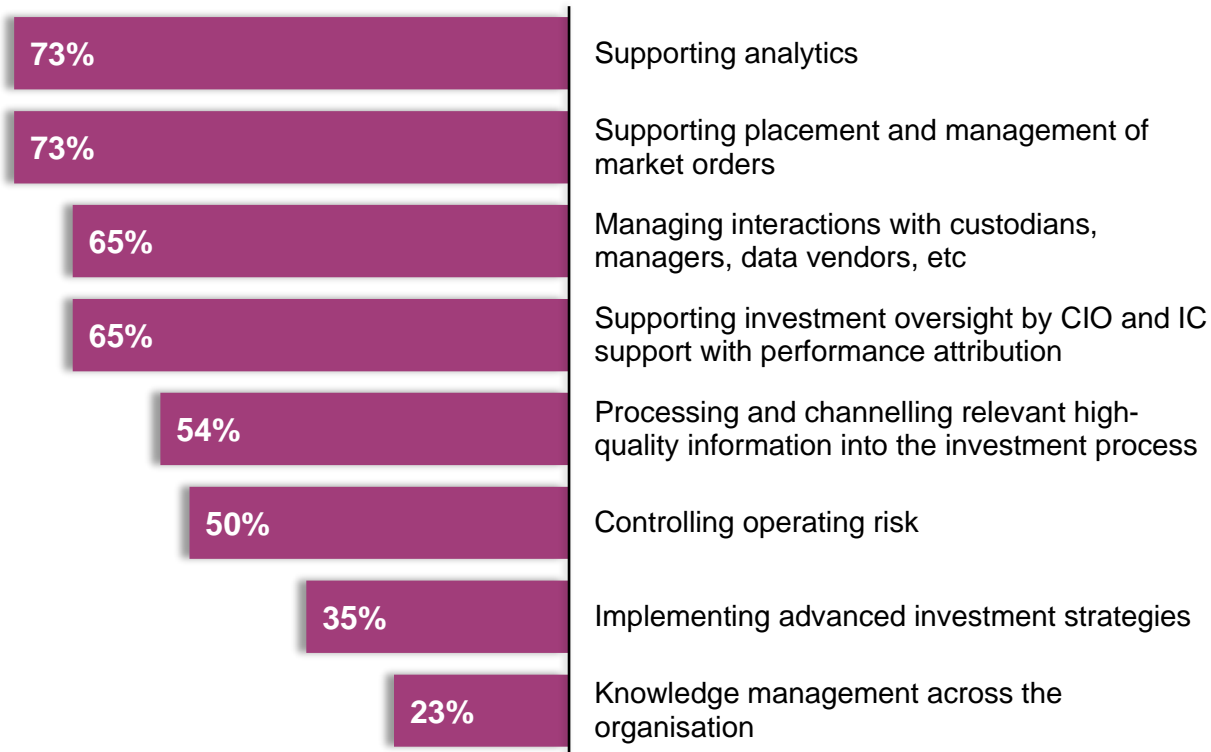 73%
Supporting analytics
73%
Supporting placement and management of
market orders
65%
Managing interactions with custodians,
managers, data vendors, etc
65%
Supporting investment oversight by CIO and IC
support with performance attribution
54%
Processing and channelling relevant high-
quality information into the investment process
50%
Controlling operating risk
35%
Implementing advanced investment strategies
23%
Knowledge management across the
organisation